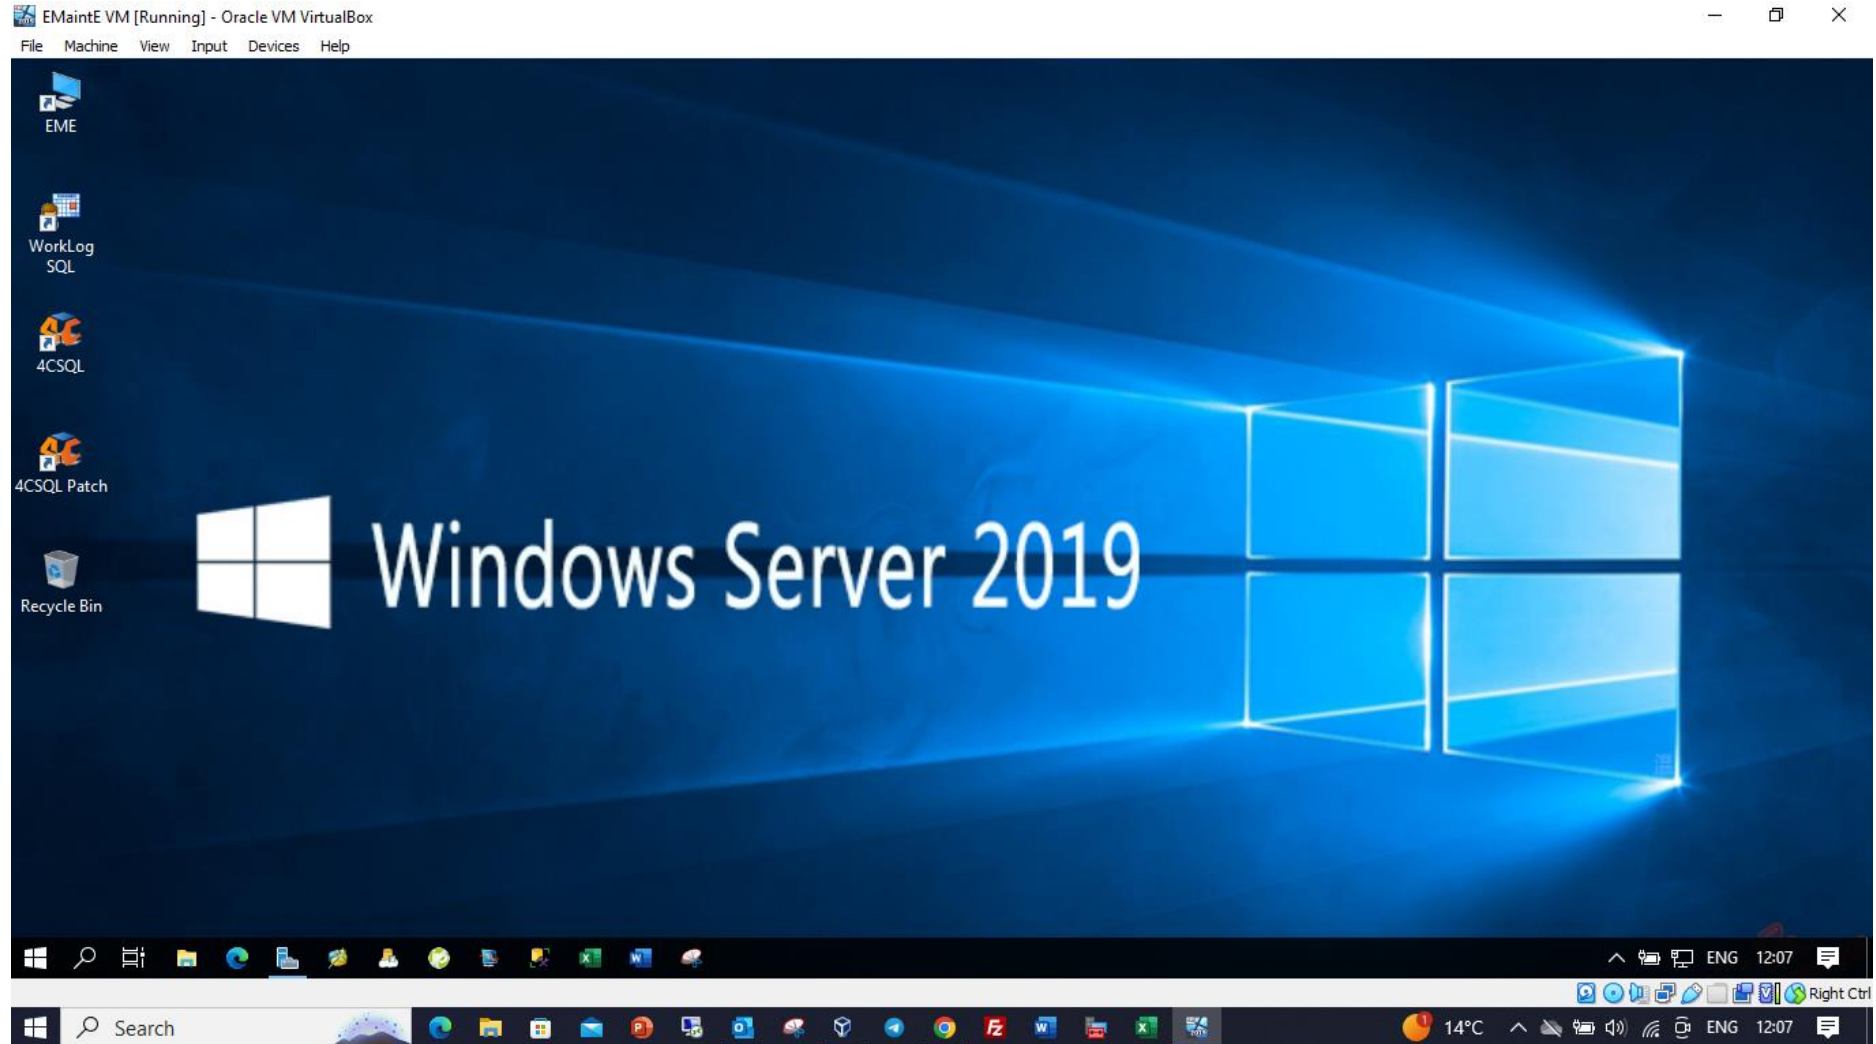 EMaintE VM [Running] - Oracle VM VirtualBox
File Machine View Input Devices Help
EME
WorkLog
SQL
4CSQL
4CSQL Patch
Recycle Bin
Windows Server 2019
ENG 12:07
Right Ctrl
Search
14°C ENG 12:07